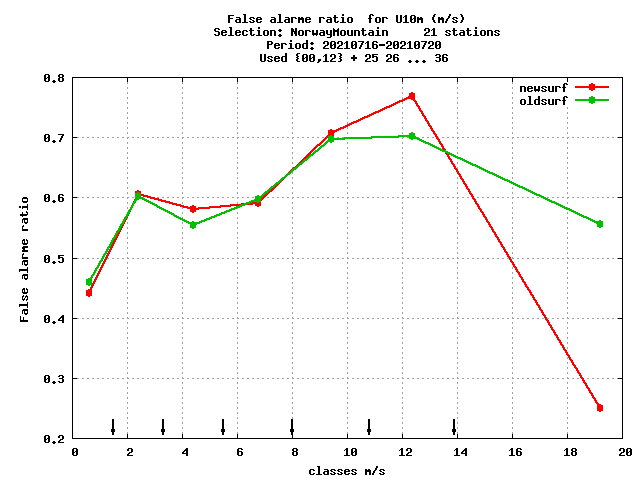 False alarme ratio  for U10m (m/s)
Selection: NorwayMountain     21 stations
Period: 20210716-20210720
Used {00,12} + 25 26 ... 36
newsurf
oldsurf
0.8
0.7
0.6
0.5
0.4
0.3
0.2
False alarme ratio
0 2 4 6 8 10 12 14 16 18 20
classes m/s